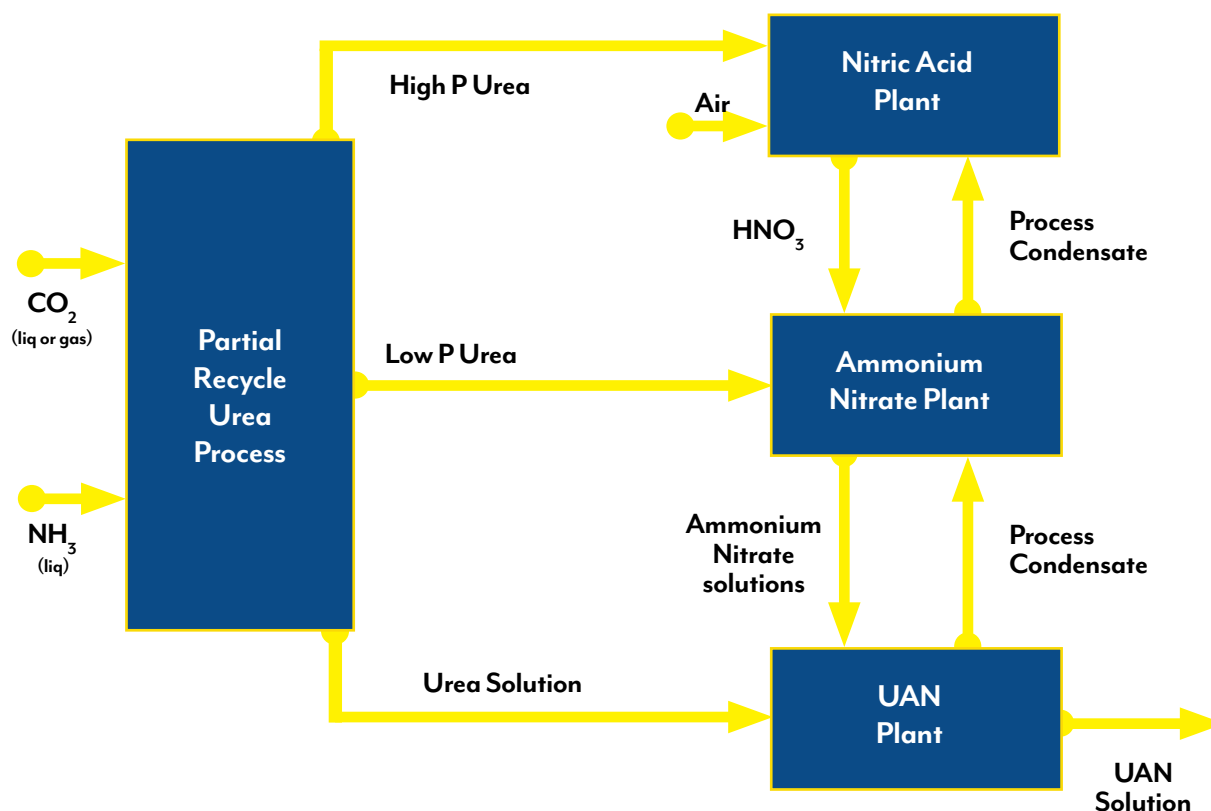 High P Urea
Nitric Acid
Plant
Air
HNO₃
Process
Condensate
CO₂
(liq or gas)
Partial
Recycle
Urea
Process
Low P Urea
Ammonium
Nitrate Plant
NH₃
(liq)
Ammonium
Nitrate
solutions
Process
Condensate
Urea Solution
UAN
Plant
UAN
Solution